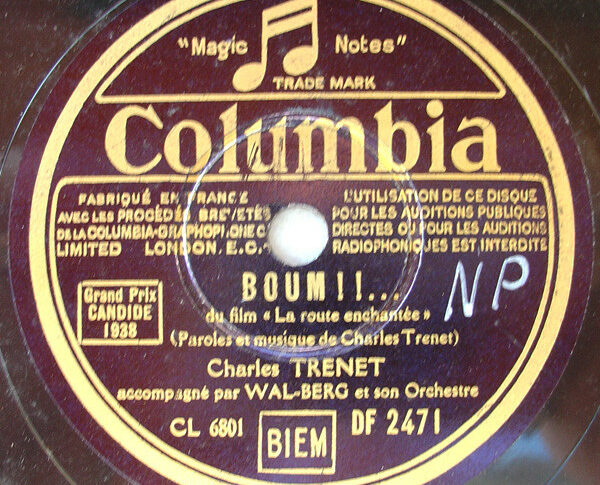 "Magic Notes"
TRADE MARK
Columbia
FABRIQUÉ EN FRANCE
AVEC LES PROCÉDÉS BREVETÉS
DE LA COLUMBIA-GRAPHOPHONE C
LIMITED LONDON. E.C.
L'UTILISATION DE CE DISQUE
POUR LES AUDITIONS PUBLIQUES
DIRECTES OU POUR LES AUDITIONS
RADIOPHONIQUES EST INTERDITE
BOUM!!...
NP
Grand Prix
CANDIDE
1938
du film « La route enchantée »
(Paroles et musique de Charles Trenet)
Charles TRENET
accompagné par WAL-BERG et son Orchestre
CL 6801
BIEM
DF 2471